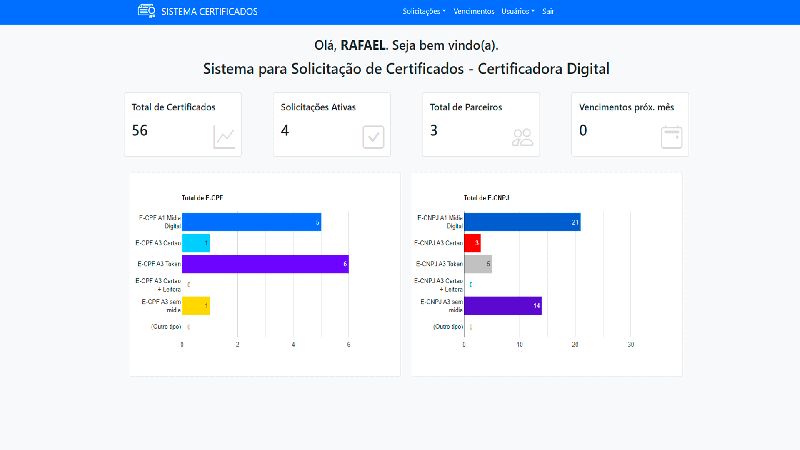 SISTEMA CERTIFICADOS
Solicitações
Vencimentos
Usuários
Sair
Olá, RAFAEL. Seja bem vindo(a).
Sistema para Solicitação de Certificados - Certificadora Digital
Total de Certificados
56
Solicitações Ativas
4
Total de Parceiros
3
Vencimentos próx. mês
0
Total de E-CPF
E-CPF A1 Mídia
Digital
5
E-CPF A3 Cartao
1
E-CPF A3 Token
6
E-CPF A3 Cartao
+ Leitora
0
E-CPF A3 sem
mídia
1
(Outro tipo)
0
0
2
4
6
Total de E-CNPJ
E-CNPJ A1 Mídia
Digital
21
E-CNPJ A3 Cartao
3
E-CNPJ A3 Token
5
E-CNPJ A3 Cartao
+ Leitora
0
E-CNPJ A3 sem
mídia
14
(Outro tipo)
0
0
10
20
30